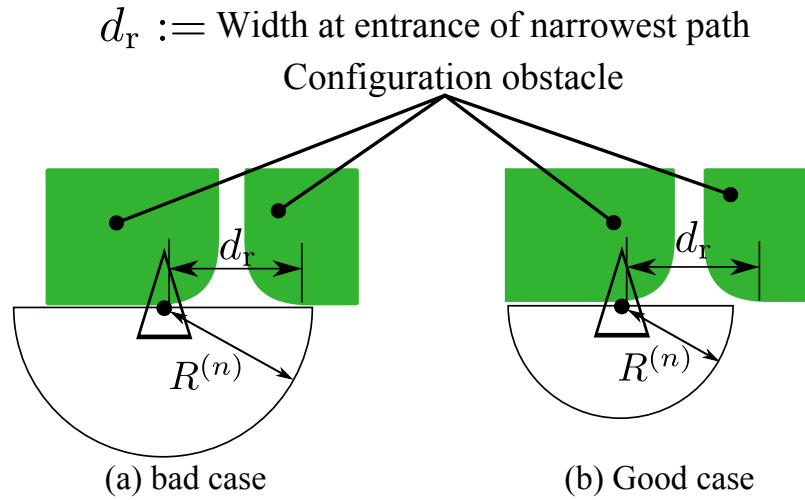 d_r := Width at entrance of narrowest path
Configuration obstacle
d_r
d_r
R^(n)
R^(n)
(a) bad case
(b) Good case